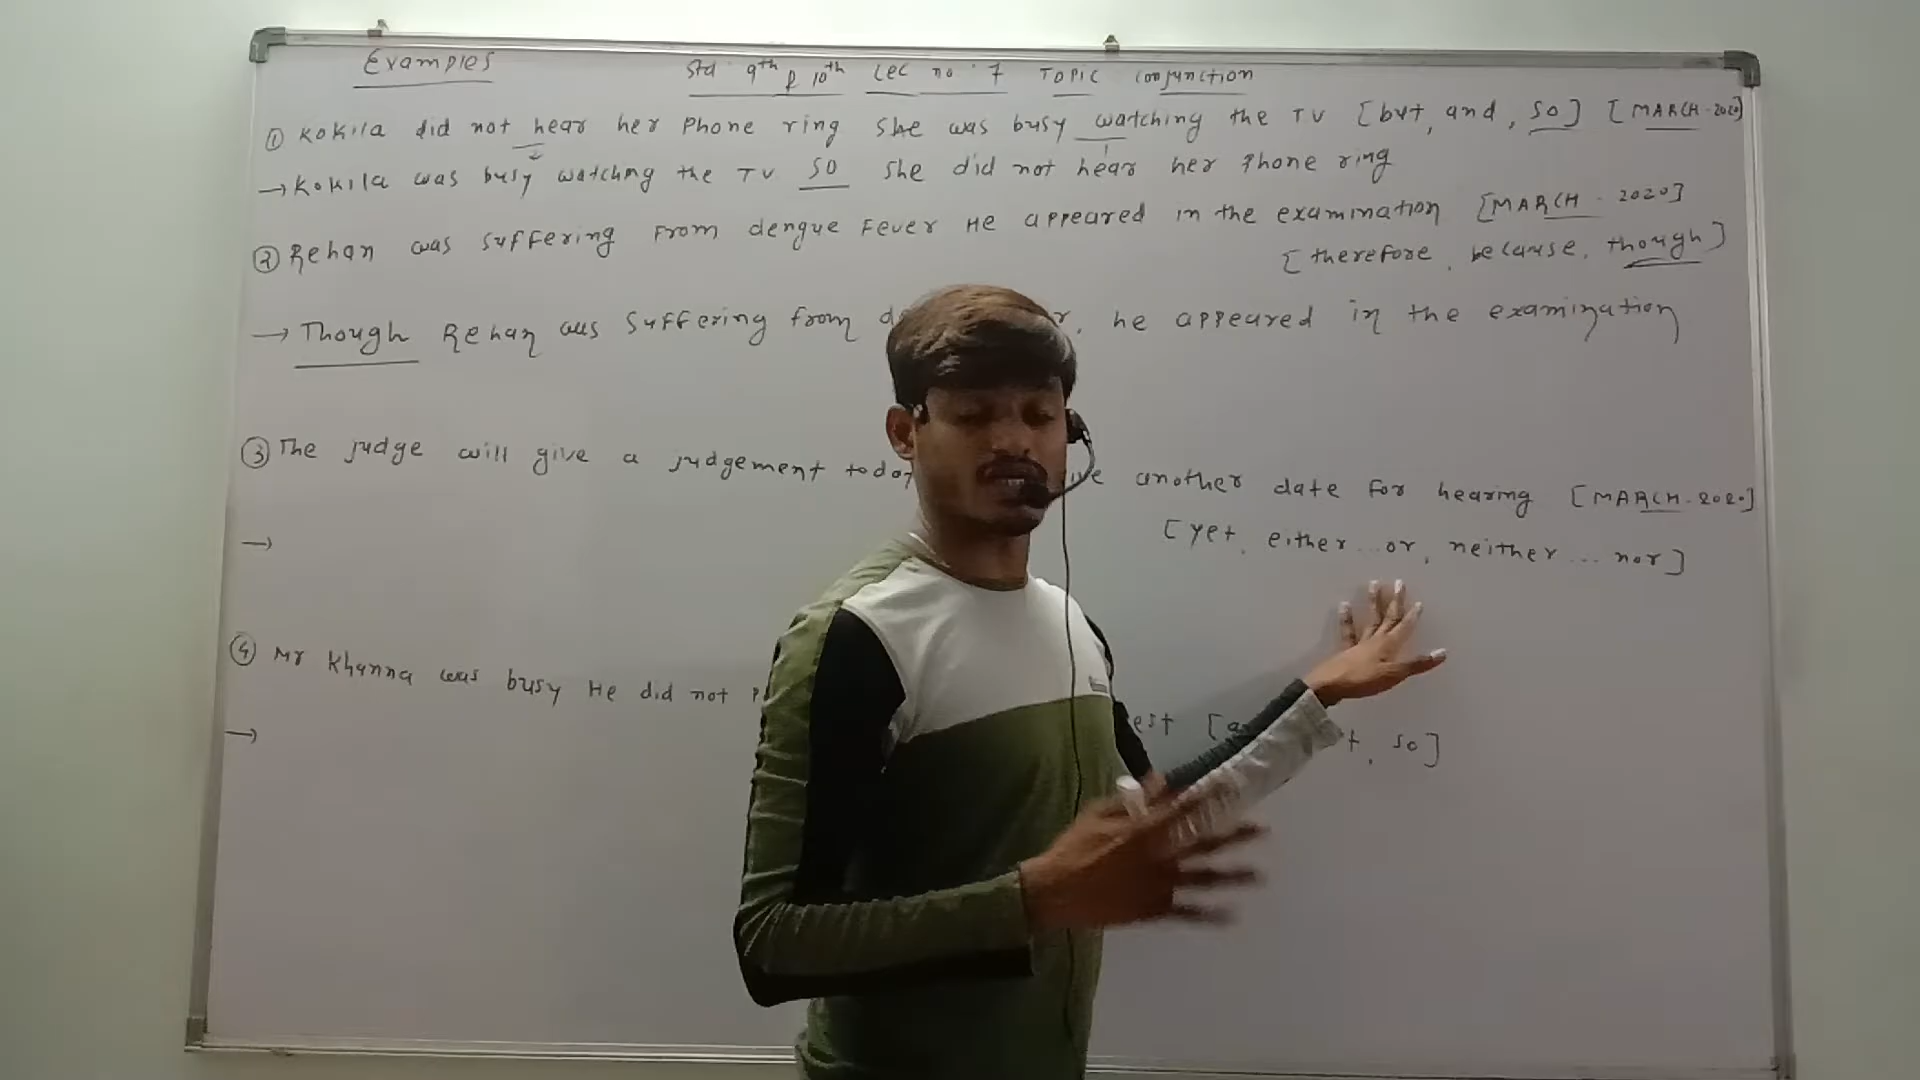 Examples
Std 9th & 10th Lec no. 7 Topic conjunction
① Kokila did not hear her phone ring She was busy watching the TV [but, and, so] [MARCH-2020]
→ Kokila was busy watching the TV so She did not hear her phone ring
② Rehan was suffering from dengue fever He appeared in the examination [MARCH - 2020]
[therefore, because, though]
→ Though Rehan was suffering from he appeared in the examination
③ The judge will give a judgement another date for hearing [MARCH-2020]
[yet, either...or, neither... nor]
→
④ Mr Khanna was busy He did not
so]
→